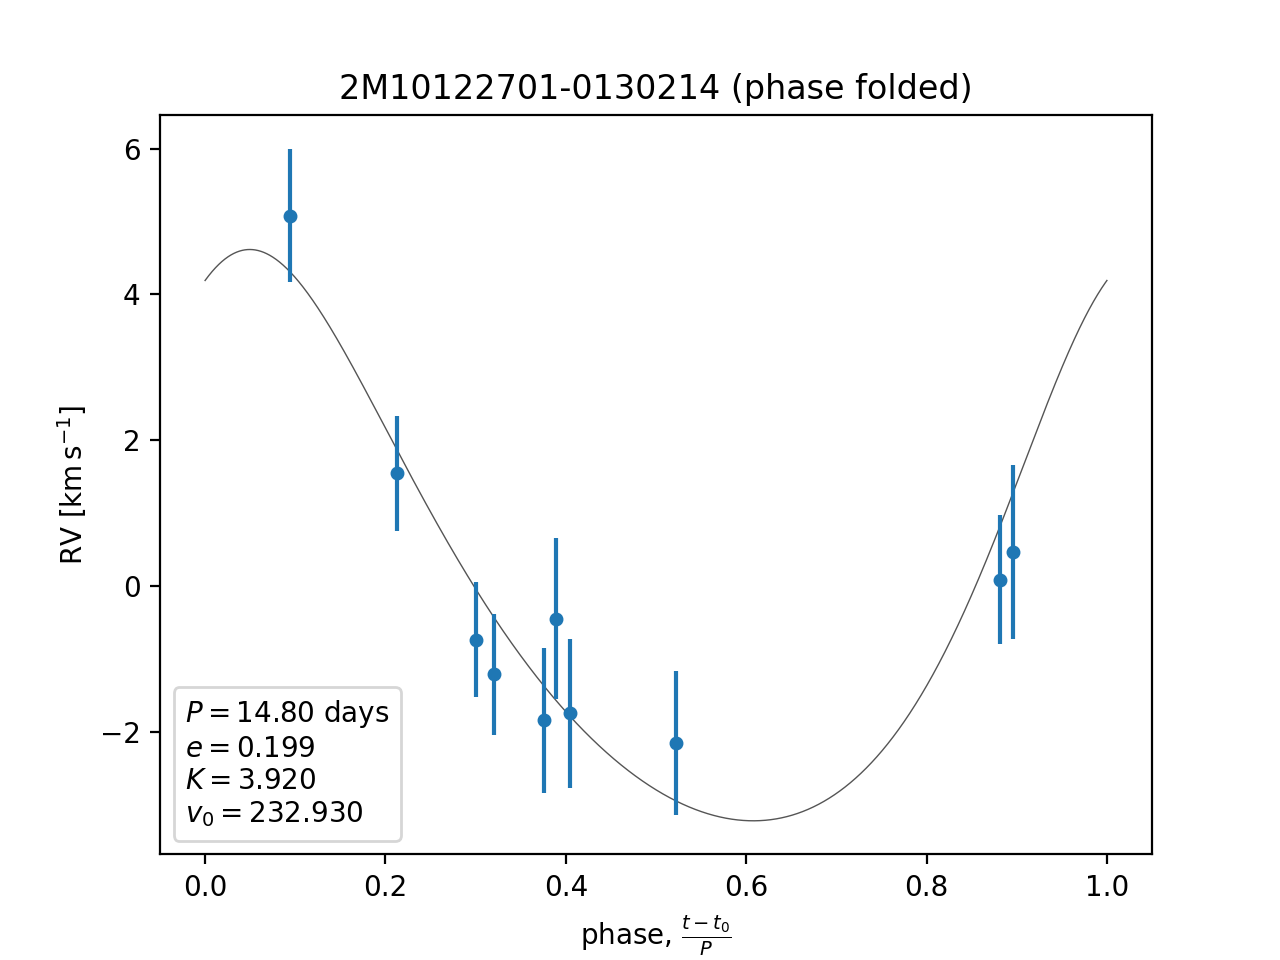 2M10122701-0130214 (phase folded)
RV [km s⁻¹]
6
4
2
0
−2
P = 14.80 days
e = 0.199
K = 3.920
v₀ = 232.930
0.0 0.2 0.4 0.6 0.8 1.0
phase, (t − t₀)/P